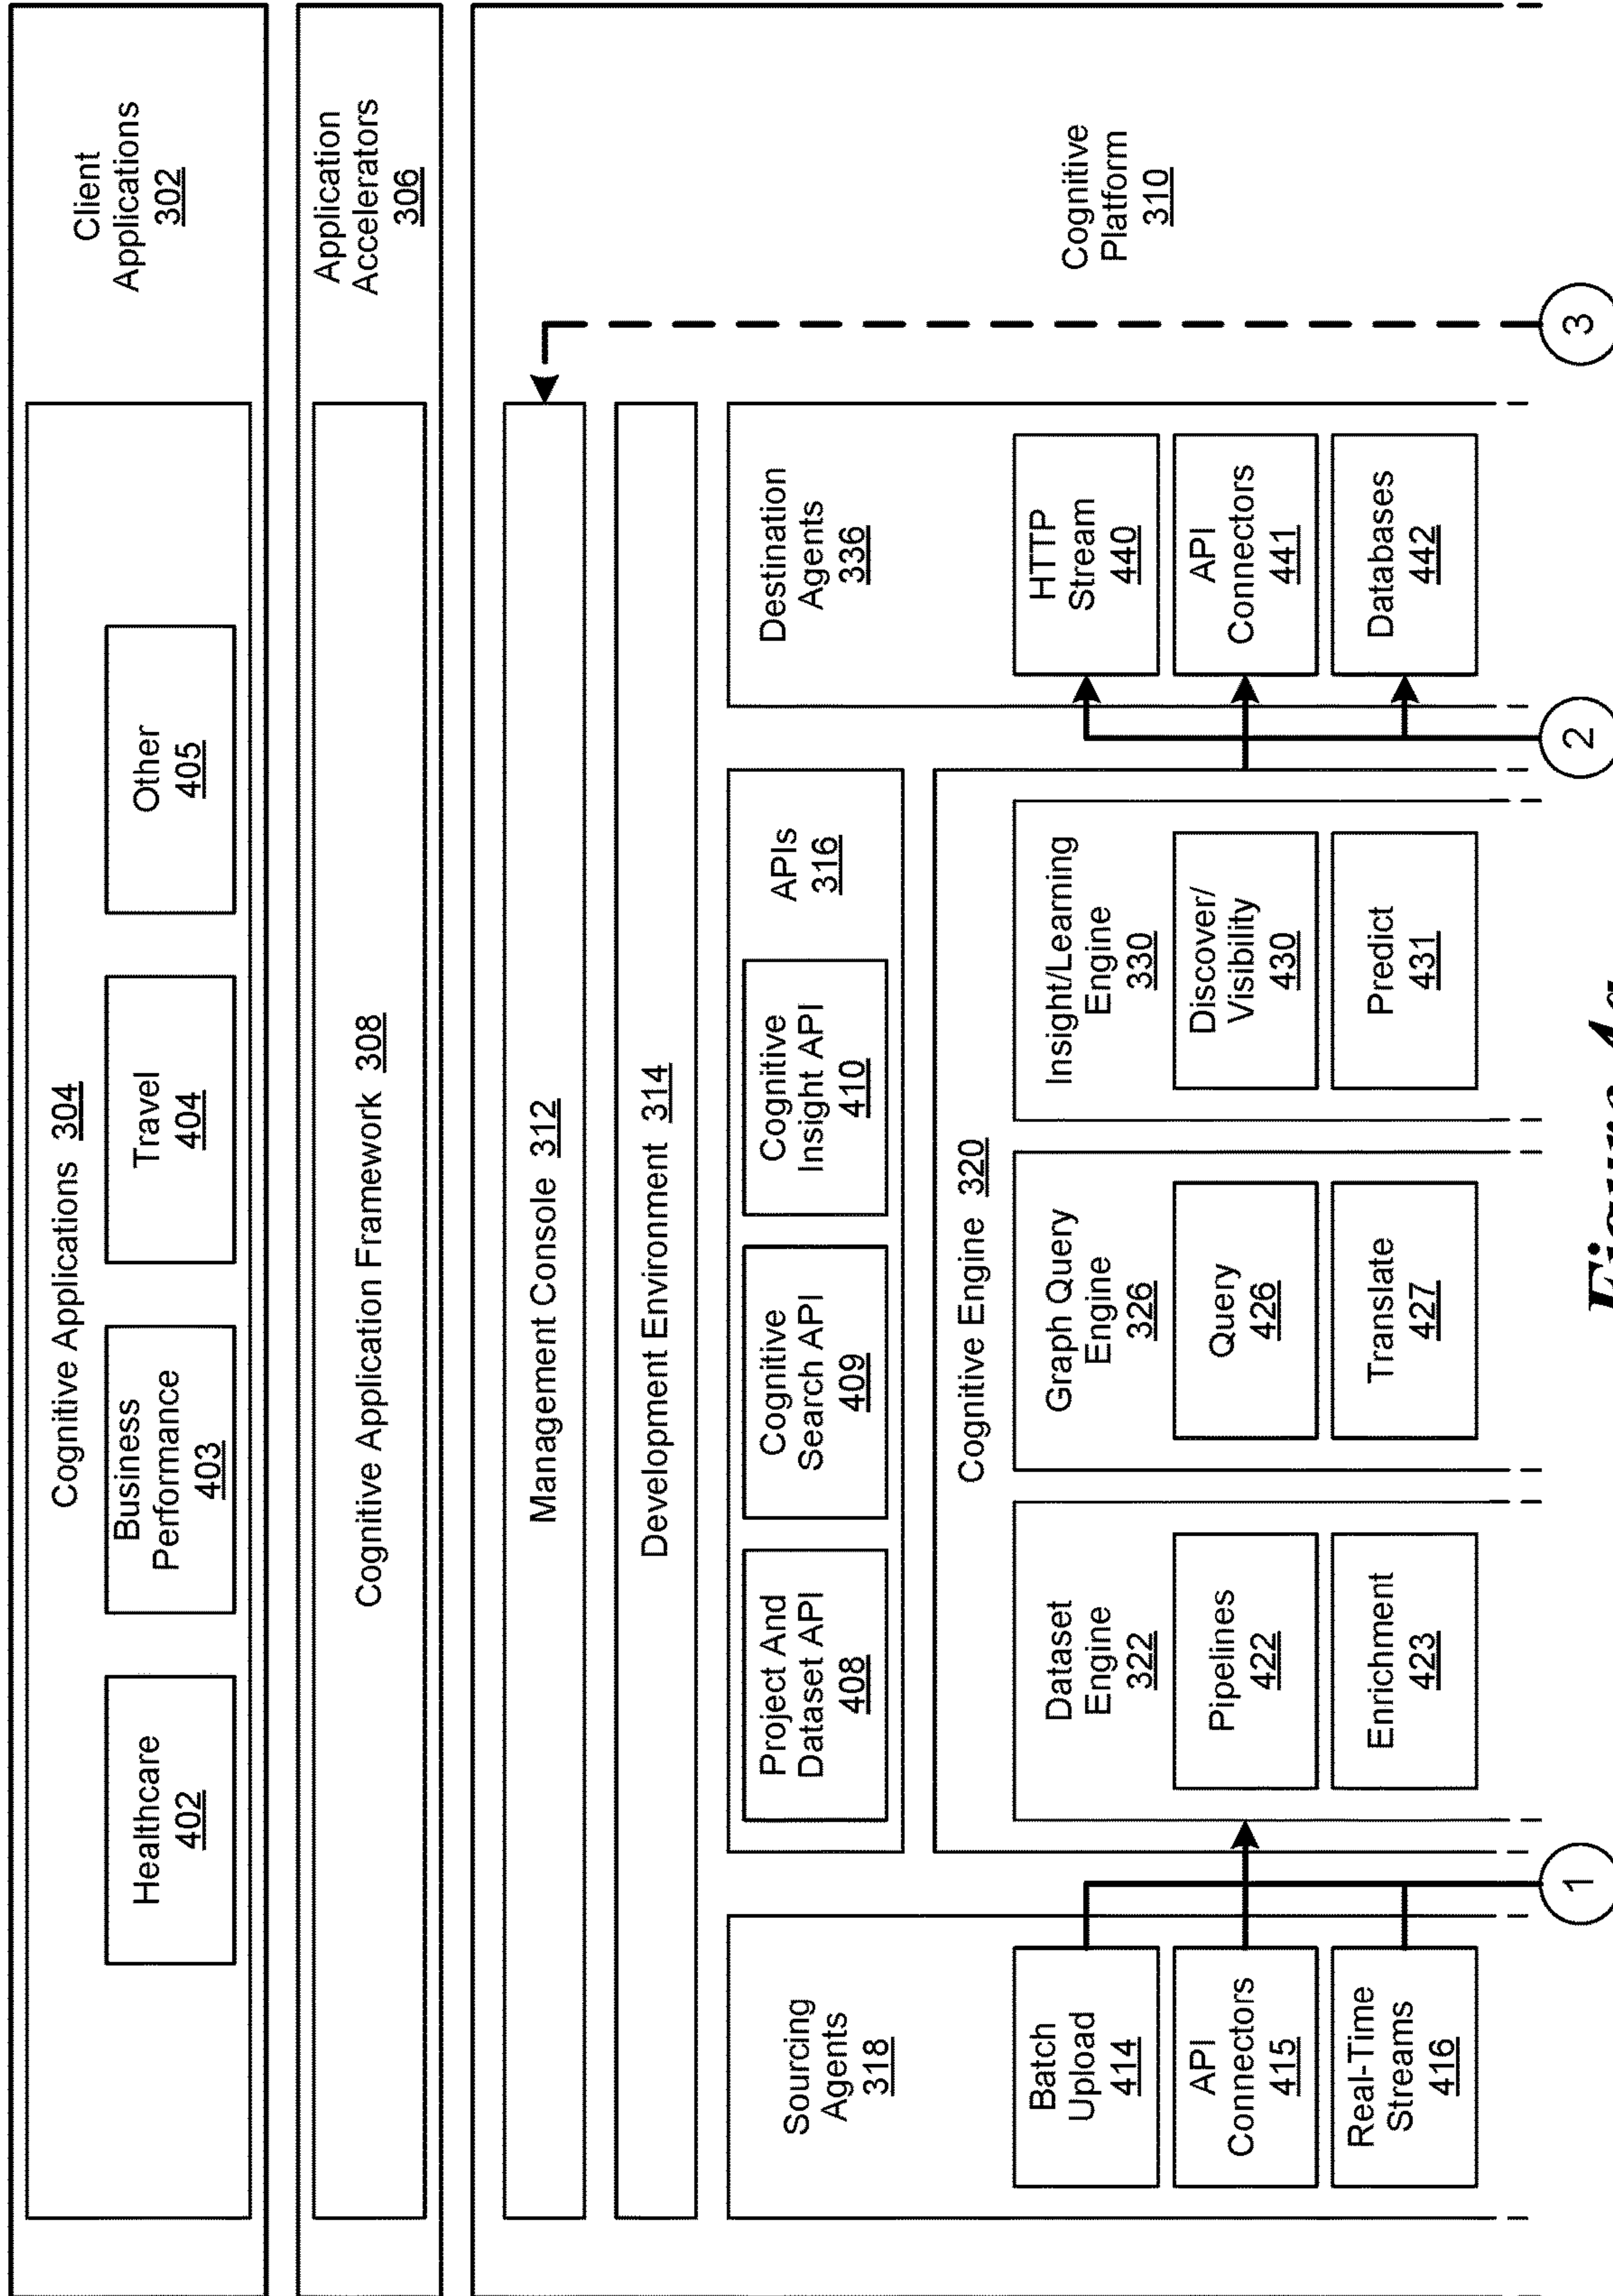 Client
Applications
302
Cognitive Applications 304
Healthcare
402
Business
Performance
403
Travel
404
Other
405
Application
Accelerators
306
Cognitive Application Framework 308
Cognitive
Platform
310
Management Console 312
Development Environment 314
Sourcing
Agents
318
Batch
Upload
414
API
Connectors
415
Real-Time
Streams
416
Project And
Dataset API
408
Cognitive
Search API
409
Cognitive
Insight API
410
APIs
316
Cognitive Engine 320
Dataset
Engine
322
Pipelines
422
Enrichment
423
Graph Query
Engine
326
Query
426
Translate
427
Insight/Learning
Engine
330
Discover/
Visibility
430
Predict
431
Destination
Agents
336
HTTP
Stream
440
API
Connectors
441
Databases
442
1
2
3
Figure 4a